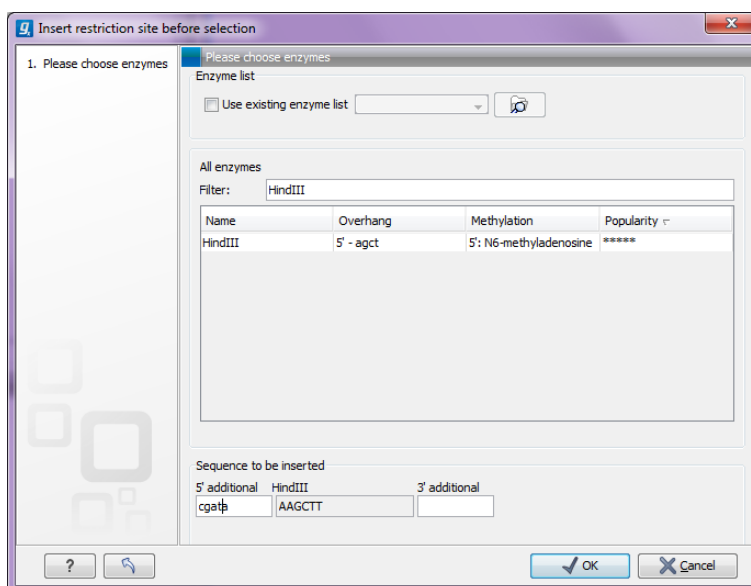 Insert restriction site before selection
1. Please choose enzymes
Please choose enzymes
Enzyme list
Use existing enzyme list
All enzymes
Filter: HindIII
Name Overhang Methylation Popularity
HindIII 5' - agct 5': N6-methyladenosine *****
Sequence to be inserted
5' additional HindIII 3' additional
cgata AAGCTT
? OK Cancel